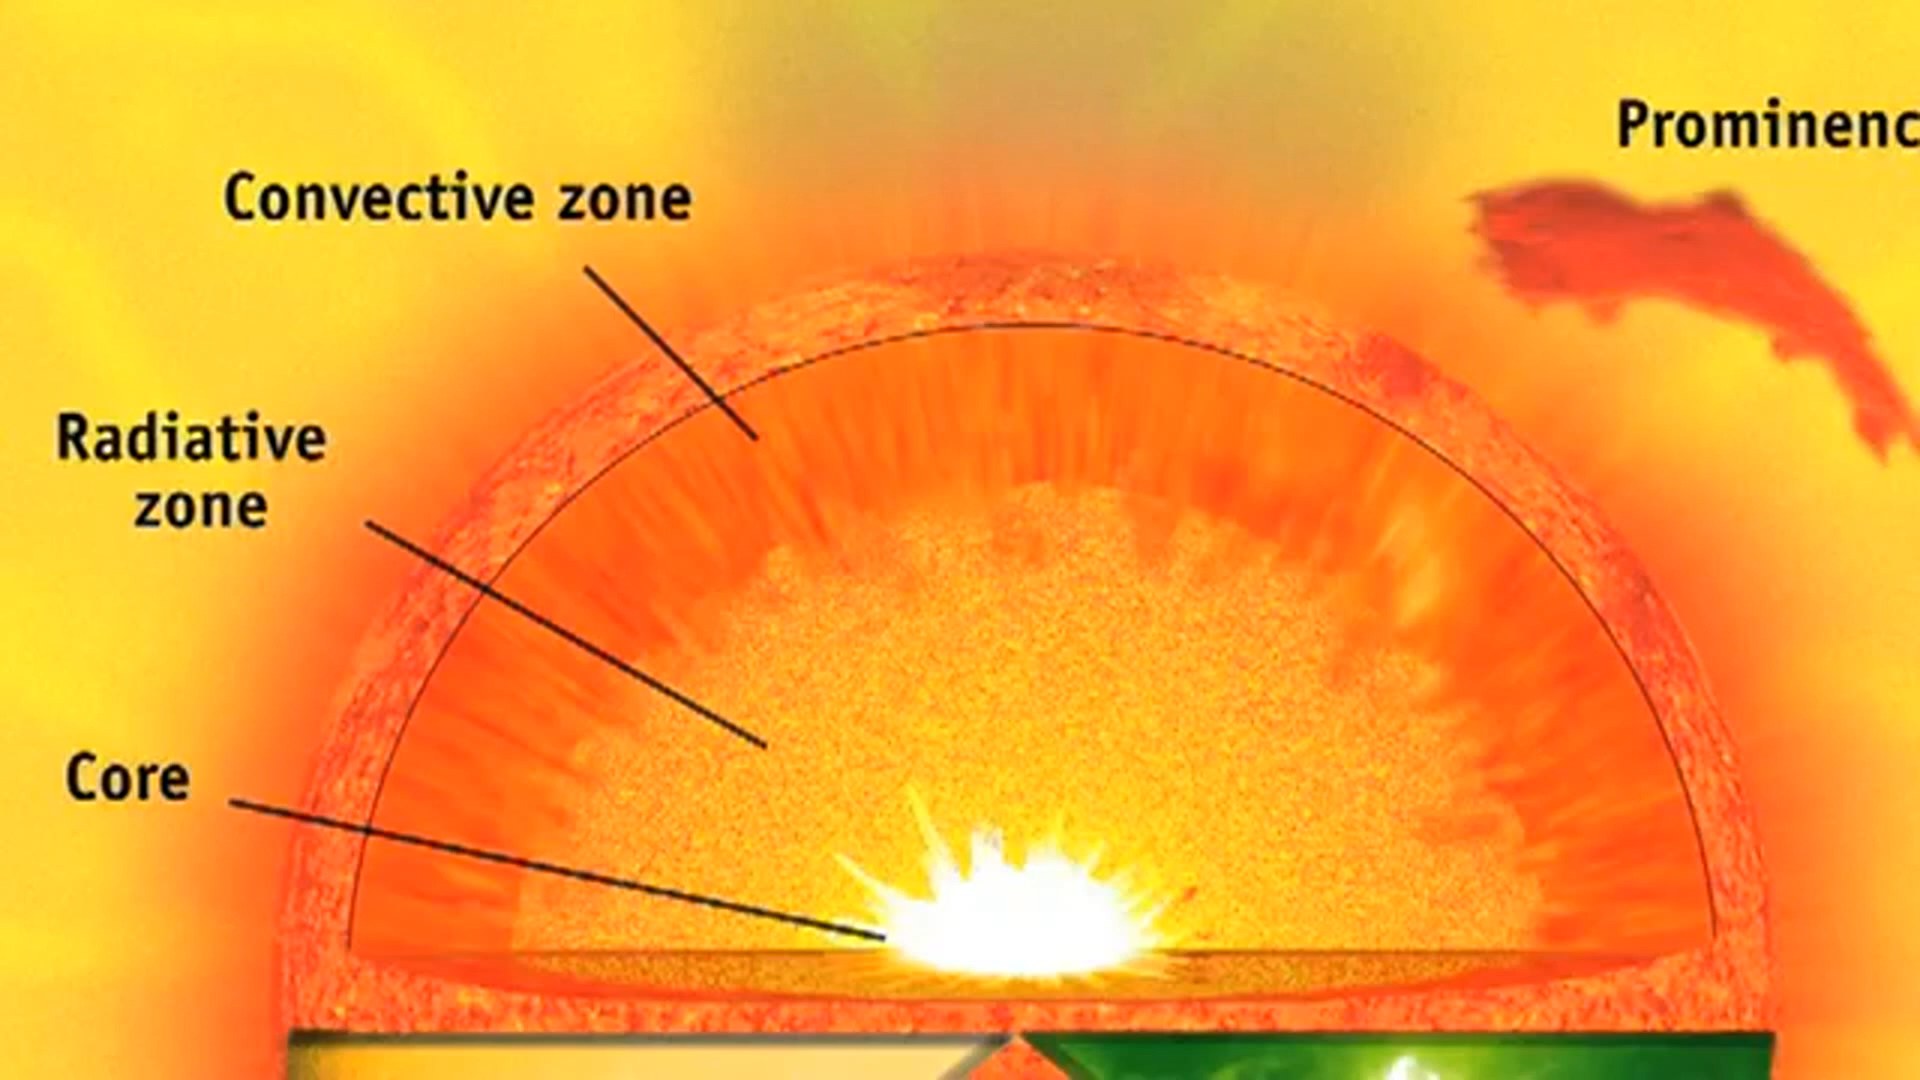 Prominenc
Convective zone
Radiative
zone
Core